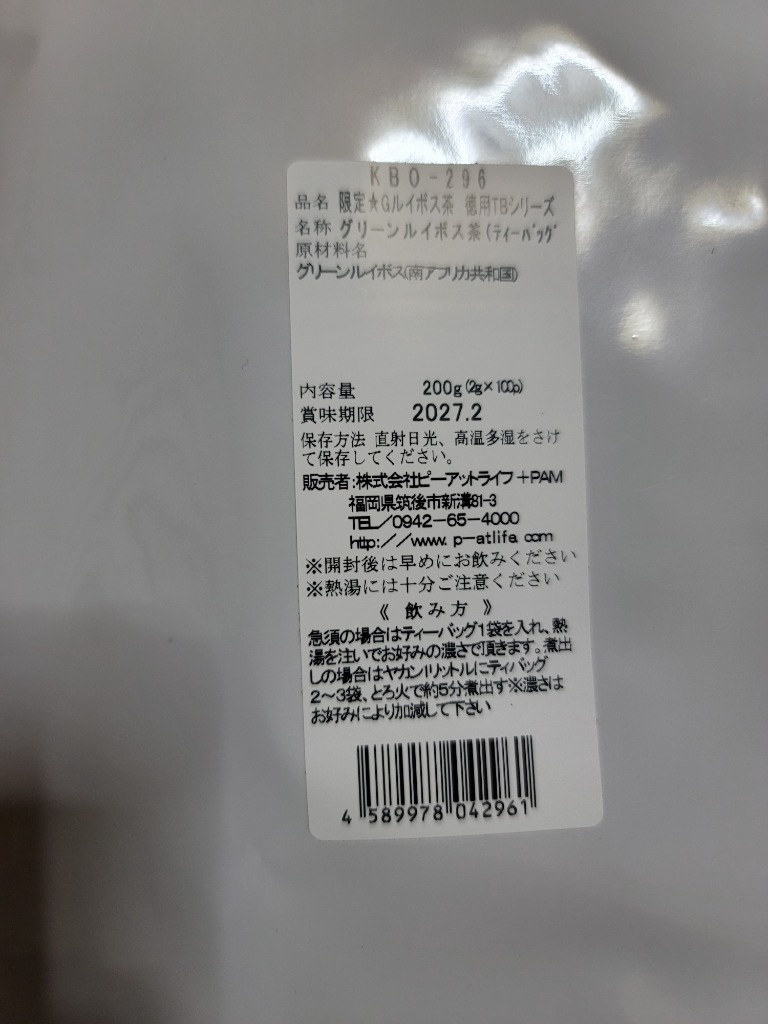 KBO-296
品名 限定★Gルイボス茶 徳用TBシリーズ
名称 グリーンルイボス茶(ティーバッグ
原材料名
グリーンルイボス(南アフリカ共和国)
内容量 200g(2g×100p)
賞味期限 2027.2
保存方法 直射日光、高温多湿をさけ
て保存してください。
販売者:株式会社ピーアットライフ+PAM
福岡県筑後市新溝81-3
TEL/0942-65-4000
http://www.p-atlife.com
※開封後は早めにお飲みください
※熱湯には十分ご注意ください
《 飲み方 》
急須の場合はティーバッグ1袋を入れ、熱
湯を注いでお好みの濃さで頂きます。煮出
しの場合はヤカン1リットルにティバッグ
2~3袋、とろ火で約5分煮出す※濃さは
お好みにより加減して下さい
4 589978 042961